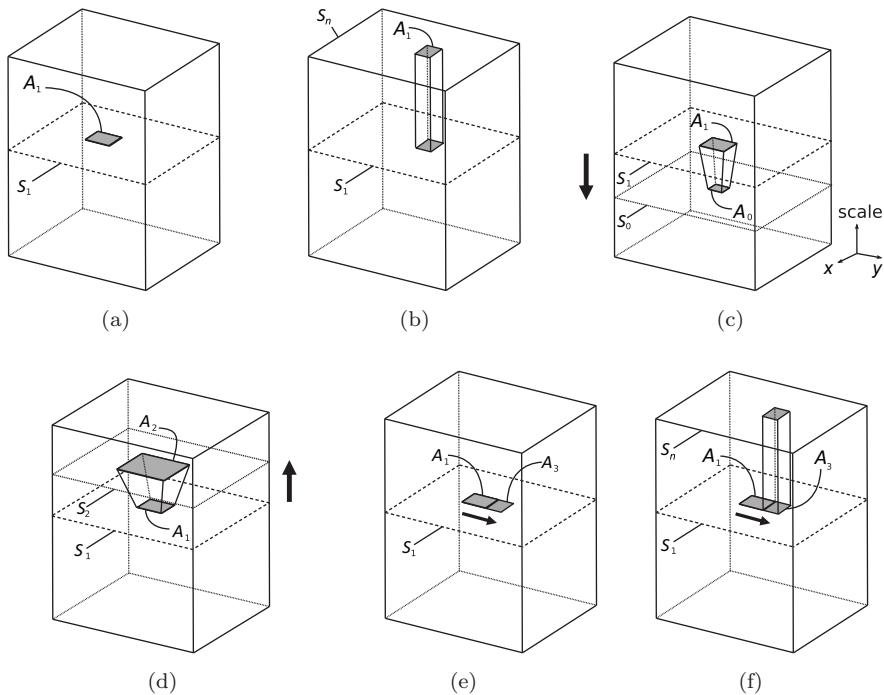 A₁
S₁
(a)
Sₙ
A₁
S₁
(b)
A₁
S₁
S₀
A₀
scale
x
y
(c)
A₂
S₂
A₁
S₁
(d)
A₁
A₃
S₁
(e)
Sₙ
A₁
A₃
S₁
(f)